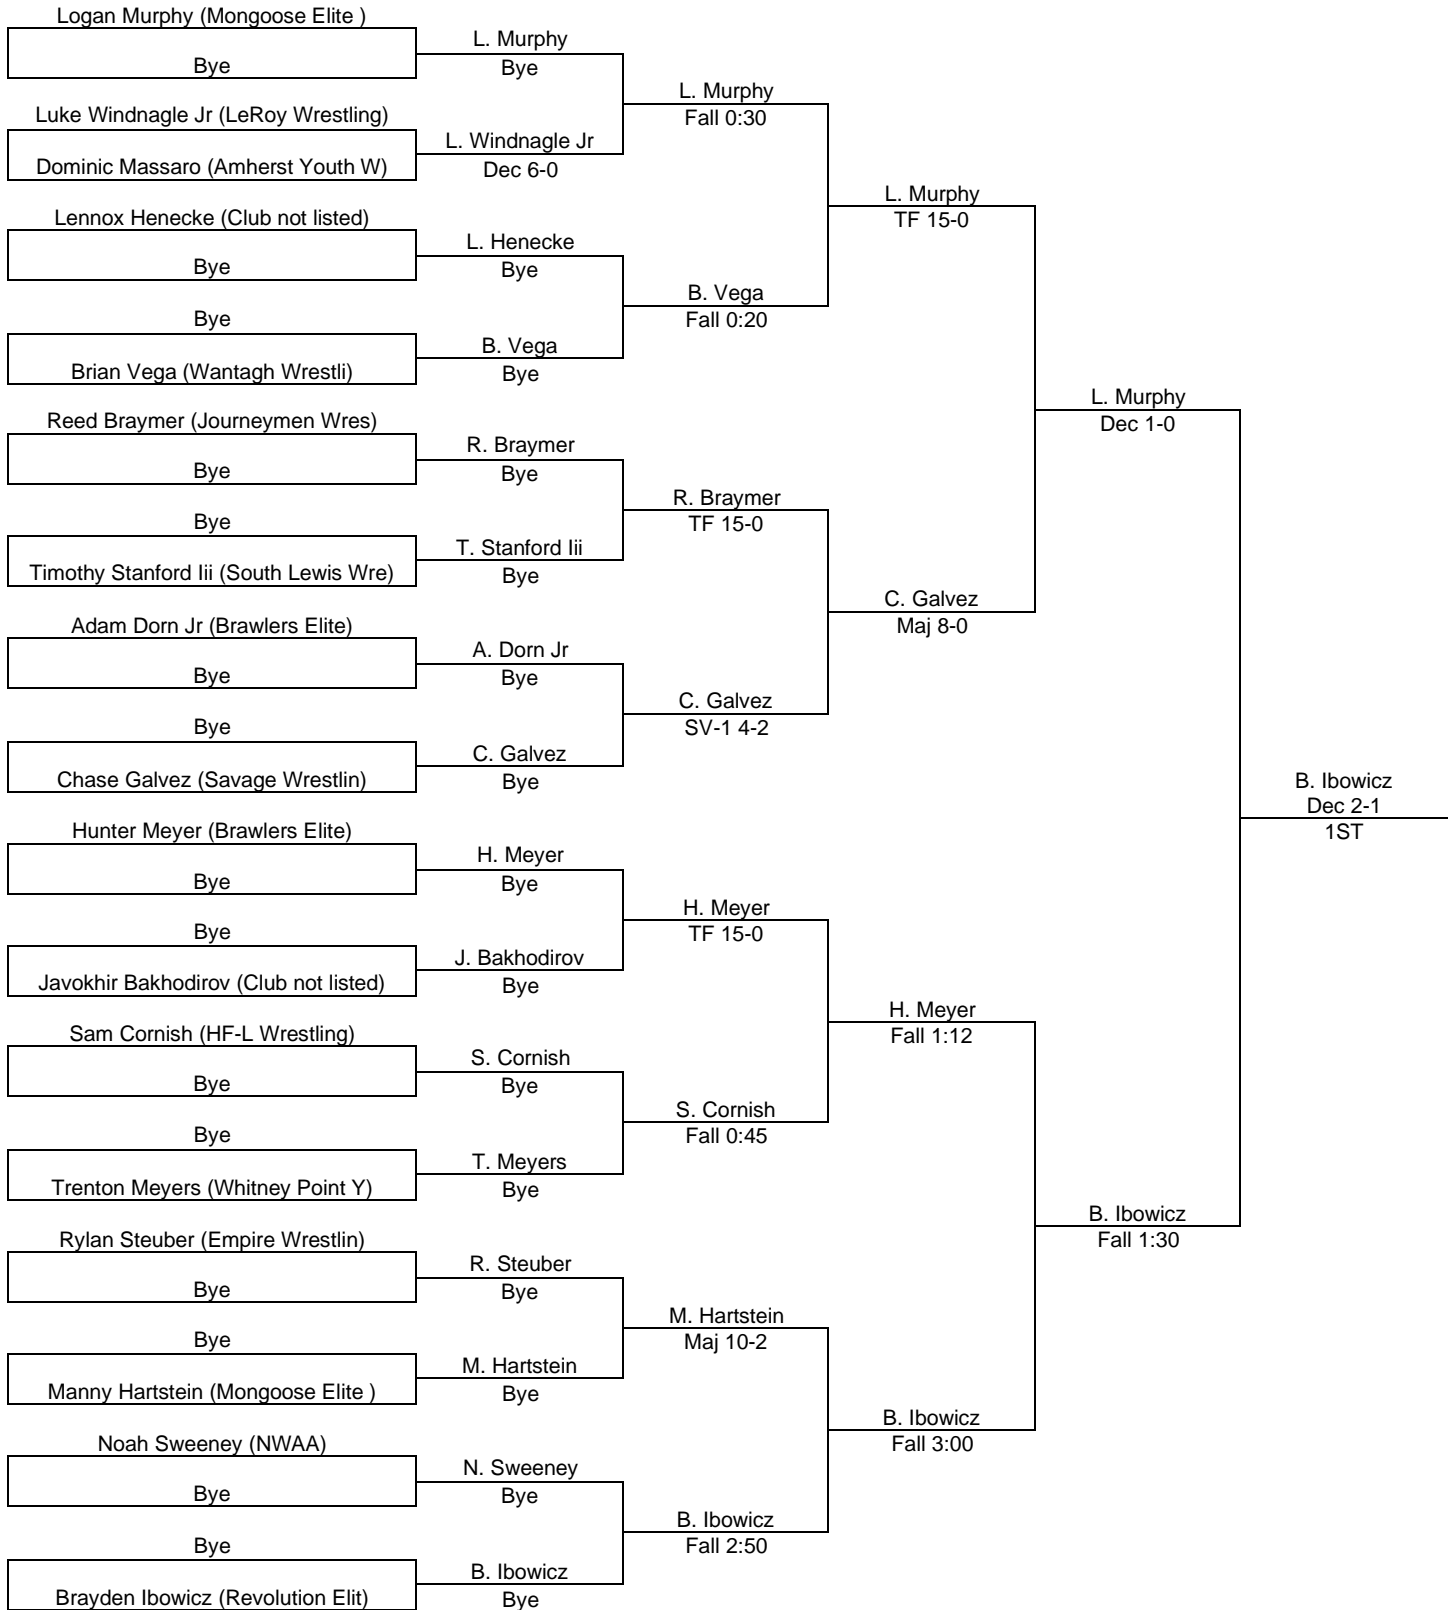 Logan Murphy (Mongoose Elite )
Bye
Luke Windnagle Jr (LeRoy Wrestling)
Dominic Massaro (Amherst Youth W)
Lennox Henecke (Club not listed)
Bye
Bye
Brian Vega (Wantagh Wrestli)
Reed Braymer (Journeymen Wres)
Bye
Bye
Timothy Stanford Iii (South Lewis Wre)
Adam Dorn Jr (Brawlers Elite)
Bye
Bye
Chase Galvez (Savage Wrestlin)
Hunter Meyer (Brawlers Elite)
Bye
Bye
Javokhir Bakhodirov (Club not listed)
Sam Cornish (HF-L Wrestling)
Bye
Bye
Trenton Meyers (Whitney Point Y)
Rylan Steuber (Empire Wrestlin)
Bye
Bye
Manny Hartstein (Mongoose Elite )
Noah Sweeney (NWAA)
Bye
Bye
Brayden Ibowicz (Revolution Elit)
L. Murphy
Bye
L. Windnagle Jr
Dec 6-0
L. Henecke
Bye
B. Vega
Bye
R. Braymer
Bye
T. Stanford Iii
Bye
A. Dorn Jr
Bye
C. Galvez
Bye
H. Meyer
Bye
J. Bakhodirov
Bye
S. Cornish
Bye
T. Meyers
Bye
R. Steuber
Bye
M. Hartstein
Bye
N. Sweeney
Bye
B. Ibowicz
Bye
L. Murphy
Fall 0:30
B. Vega
Fall 0:20
R. Braymer
TF 15-0
C. Galvez
SV-1 4-2
H. Meyer
TF 15-0
S. Cornish
Fall 0:45
M. Hartstein
Maj 10-2
B. Ibowicz
Fall 2:50
L. Murphy
TF 15-0
C. Galvez
Maj 8-0
H. Meyer
Fall 1:12
B. Ibowicz
Fall 3:00
L. Murphy
Dec 1-0
B. Ibowicz
Fall 1:30
B. Ibowicz
Dec 2-1
1ST